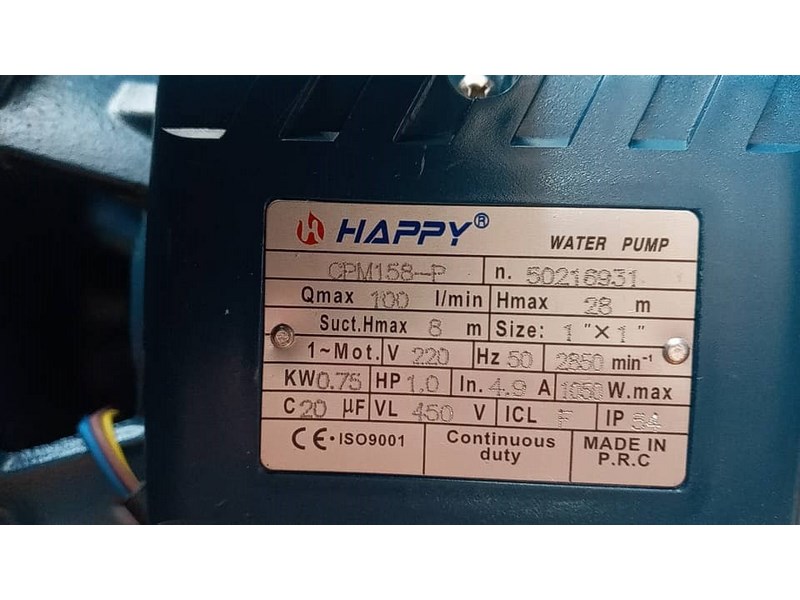 HAPPY® WATER PUMP
CPM158-P n. 50216931
Qmax 100 l/min Hmax 28 m
Suct.Hmax 8 m Size: 1"×1"
1~Mot. V 220 Hz 50 2850 min⁻¹
KW 0.75 HP 1.0 In. 4.9 A 1050 W.max
C 20 µF VL 450 V ICL F IP 54
CE·ISO9001 Continuous duty MADE IN P.R.C